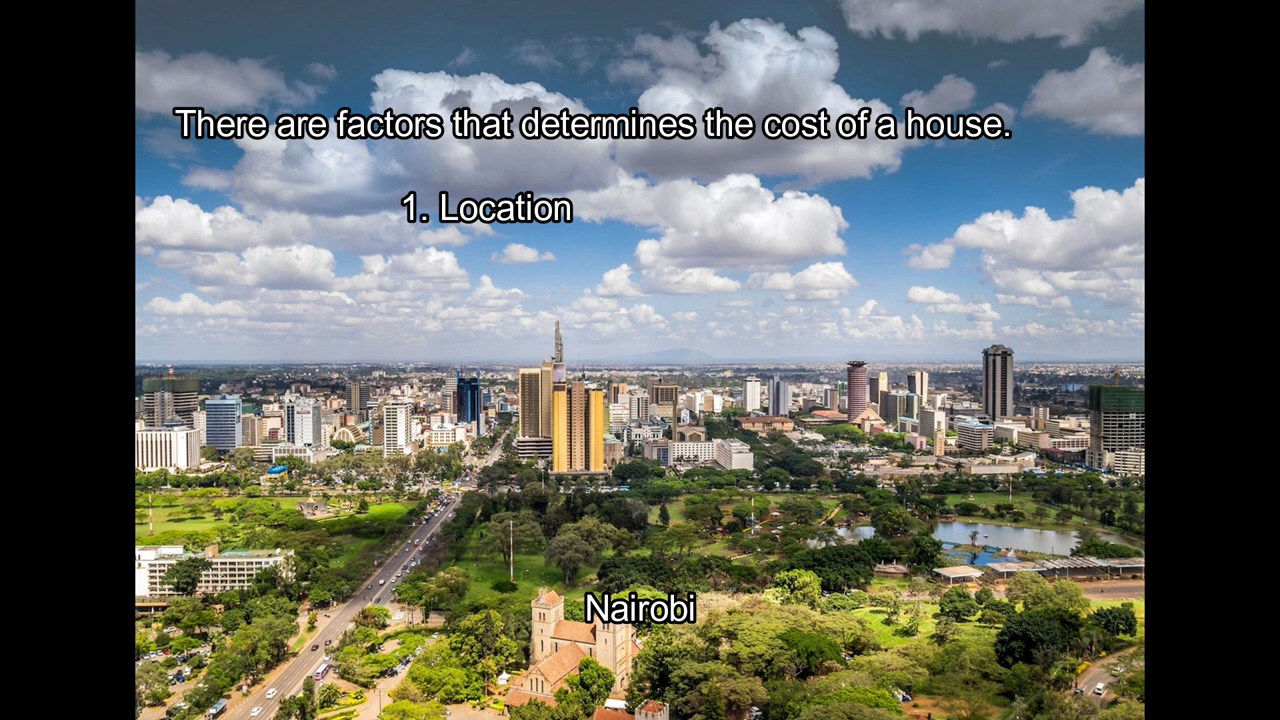 There are factors that determines the cost of a house.
1. Location
Nairobi